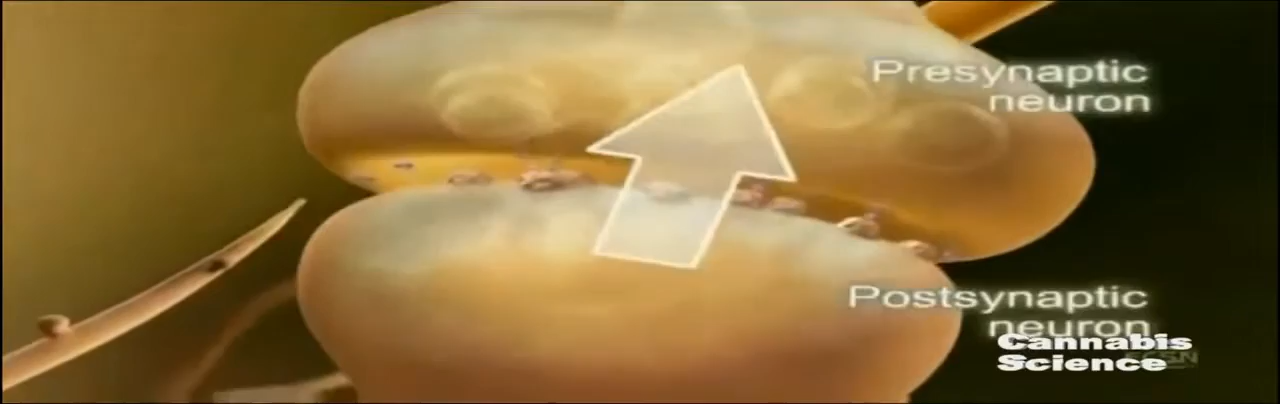 Presynaptic
neuron
Postsynaptic
neuron
Cannabis
Science